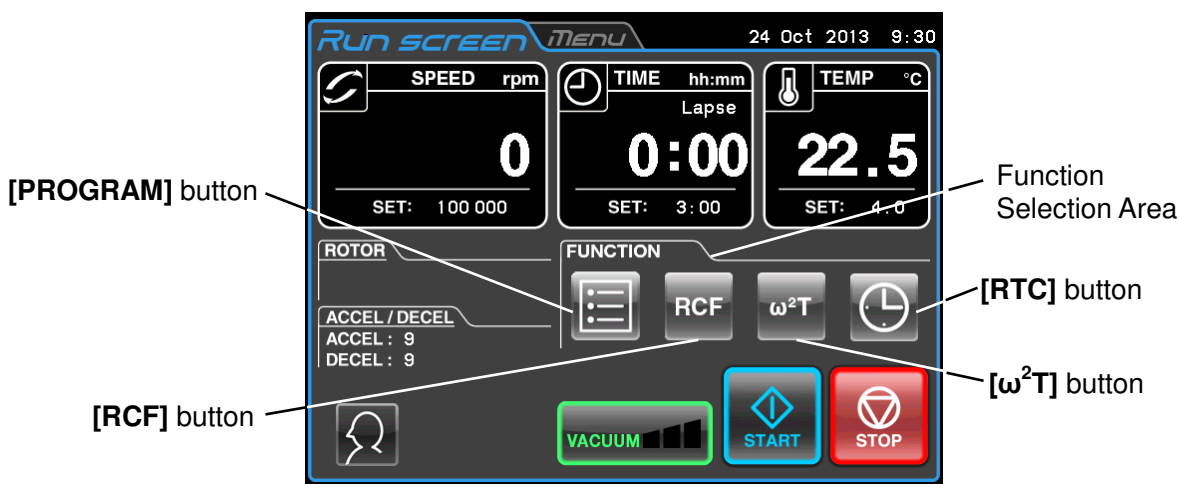 Run screen Menu 24 Oct 2013 9:30
SPEED rpm
0
SET: 100 000
TIME hh:mm
Lapse
0:00
SET: 3:00
TEMP °C
22.5
SET: 4.0
[PROGRAM] button
Function
Selection Area
ROTOR
FUNCTION
RCF
ω²T
[RTC] button
ACCEL / DECEL
ACCEL : 9
DECEL : 9
[ω²T] button
[RCF] button
VACUUM
START
STOP